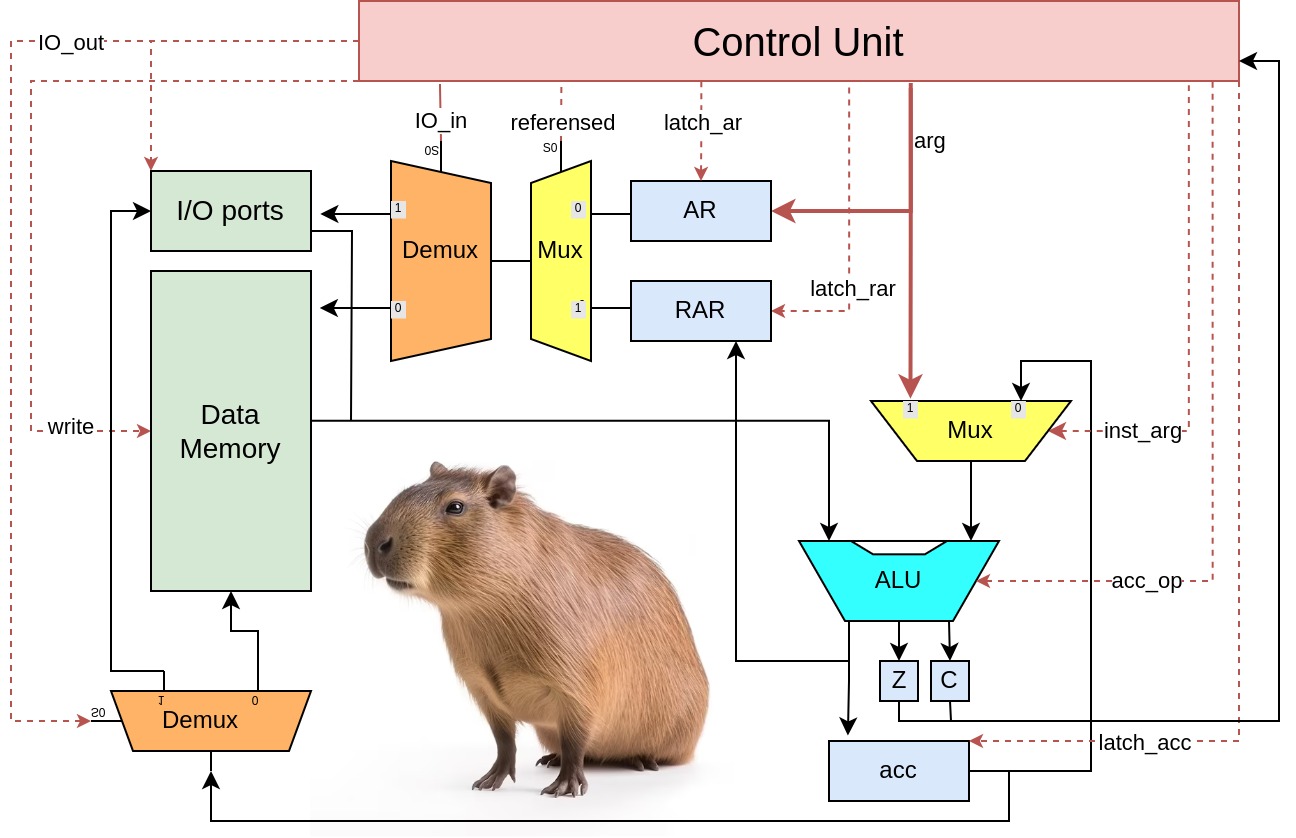 Control Unit
IO_out
IO_in
referensed
latch_ar
arg
S0
S0
I/O ports
1
0
AR
Demux
Mux
latch_rar
0
1
RAR
Data
Memory
write
1
0
Mux
inst_arg
ALU
acc_op
Z
C
1
0
S0
Demux
latch_acc
acc